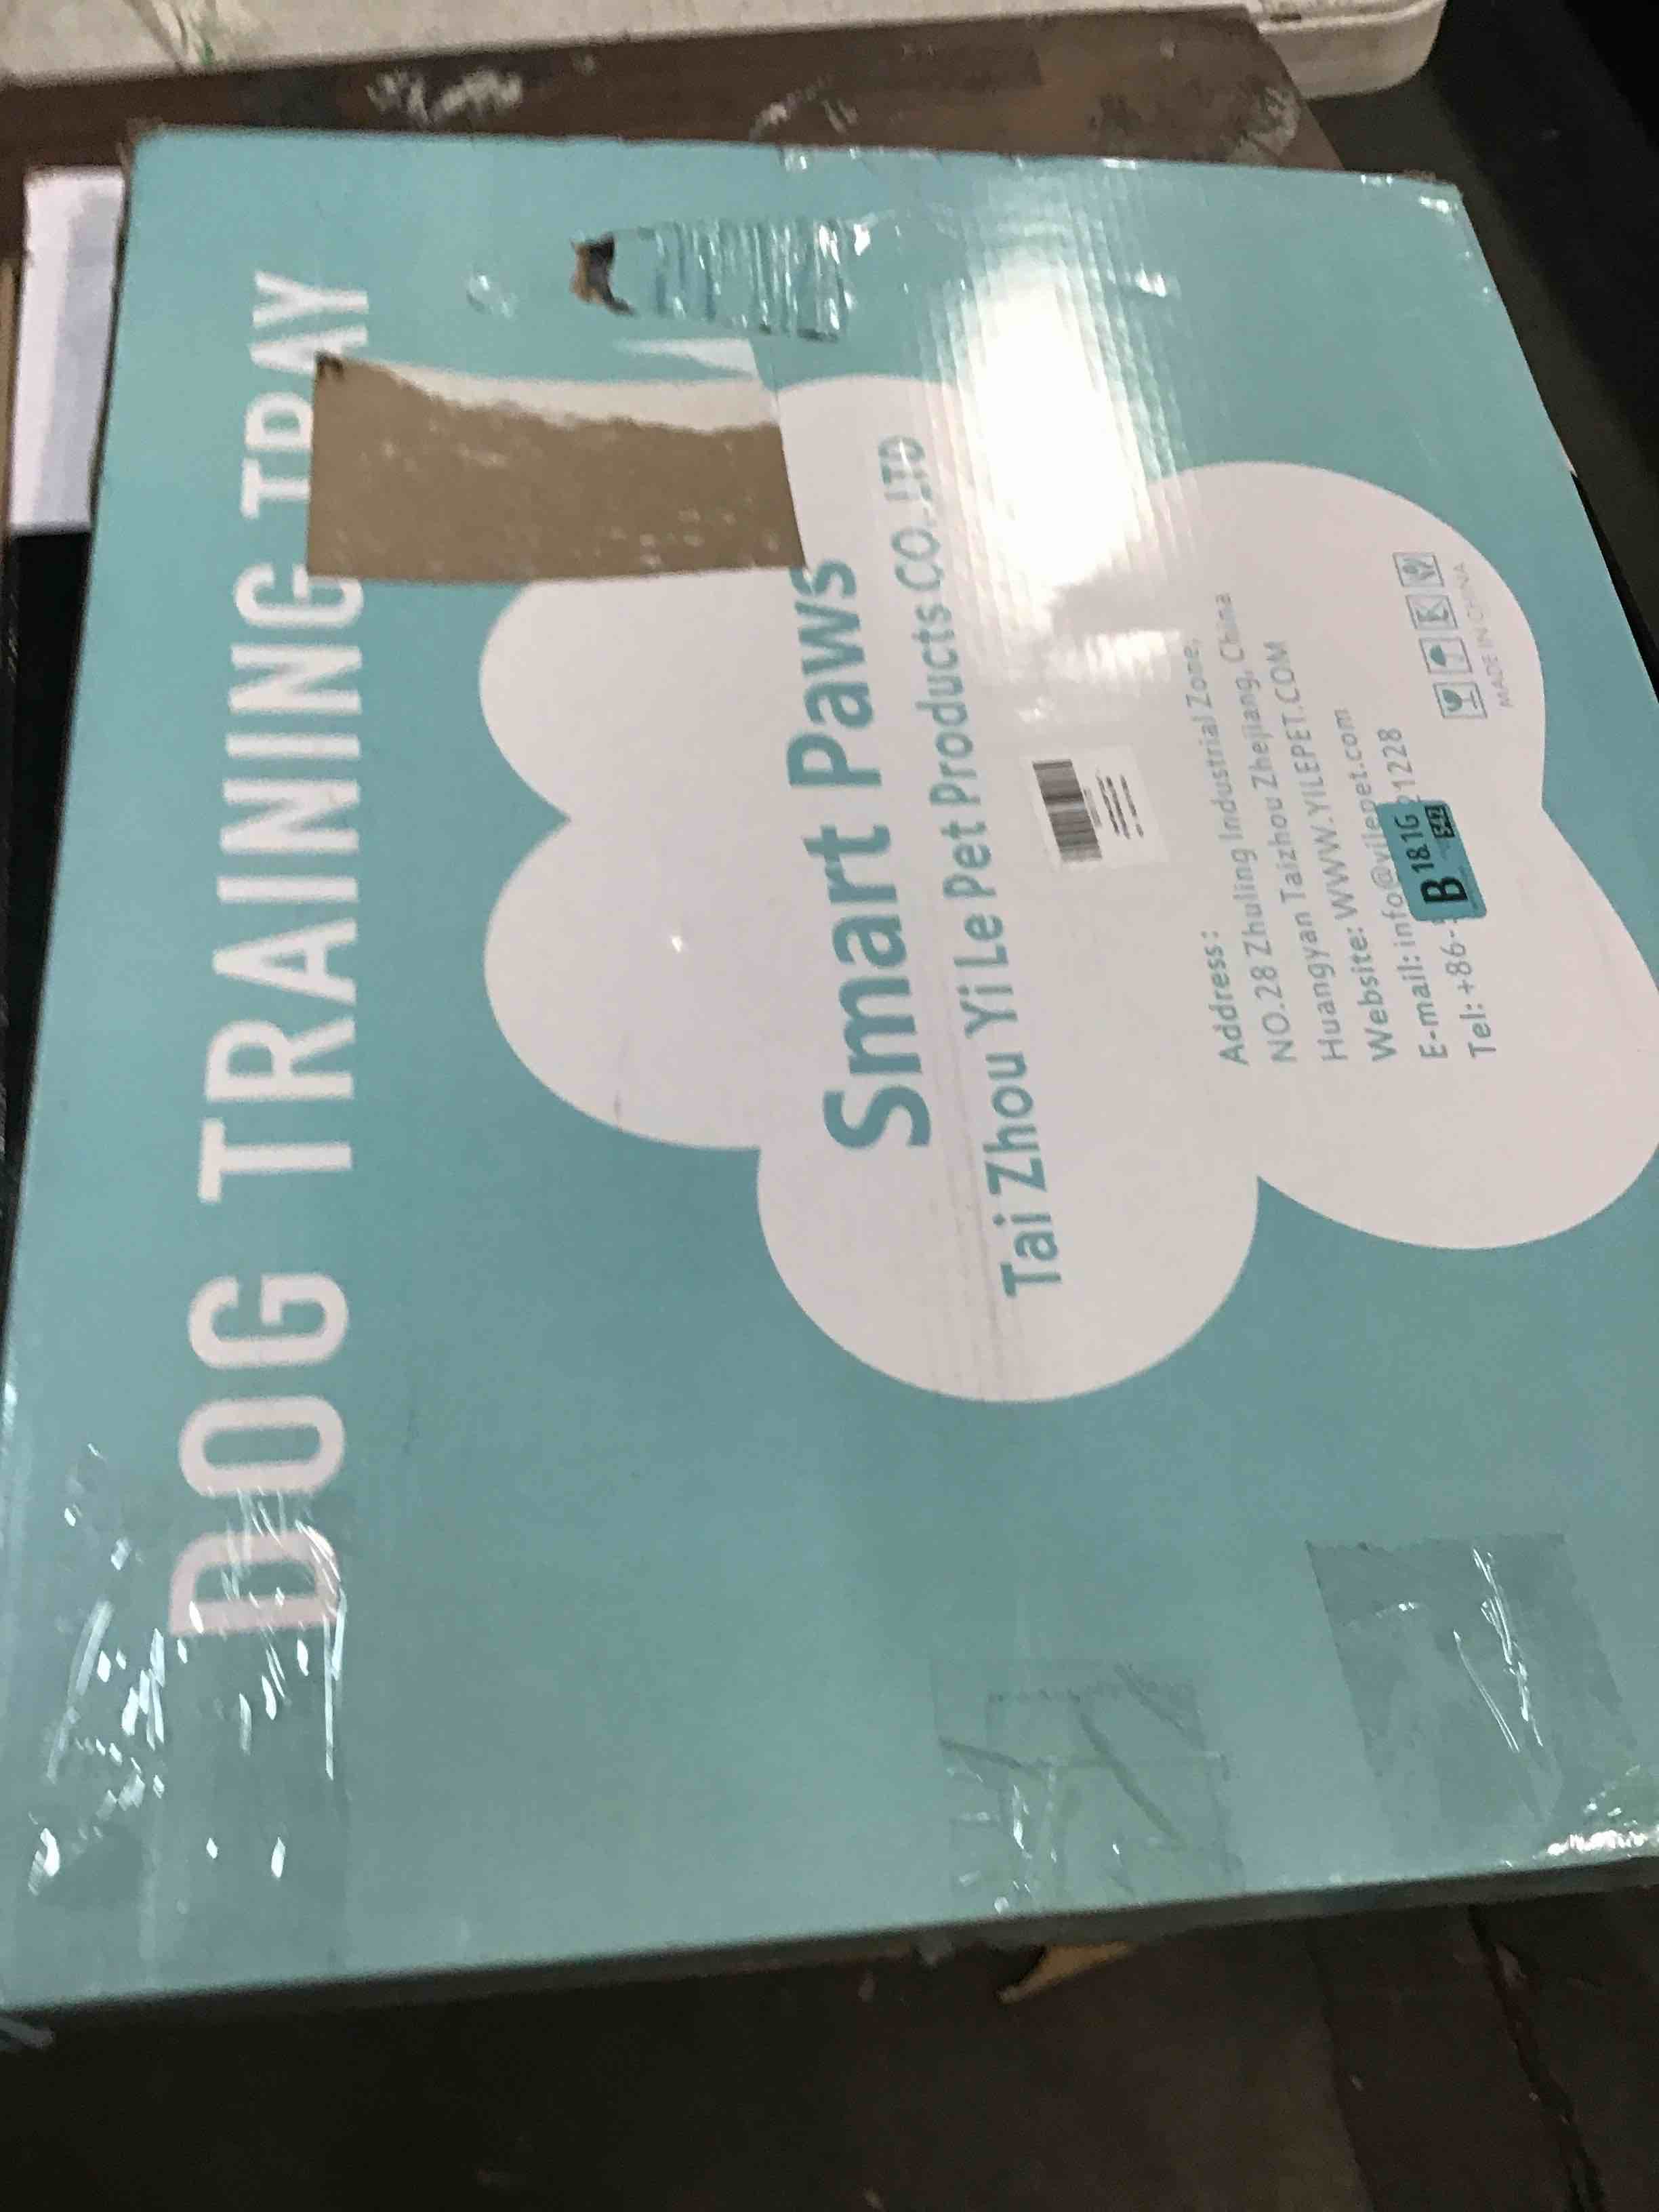 DOG TRAINING TRAY
Smart Paws
Tai Zhou Yi Le Pet Products CO.,LTD
Address:
NO.28 Zhuling Industrial Zone,
Huangyan Taizhou Zhejiang, China
Website: WWW.YILEPET.COM
E-mail: info@yilepet.com
Tel: +86- 21228
B 18 1G
542
MADE IN CHINA